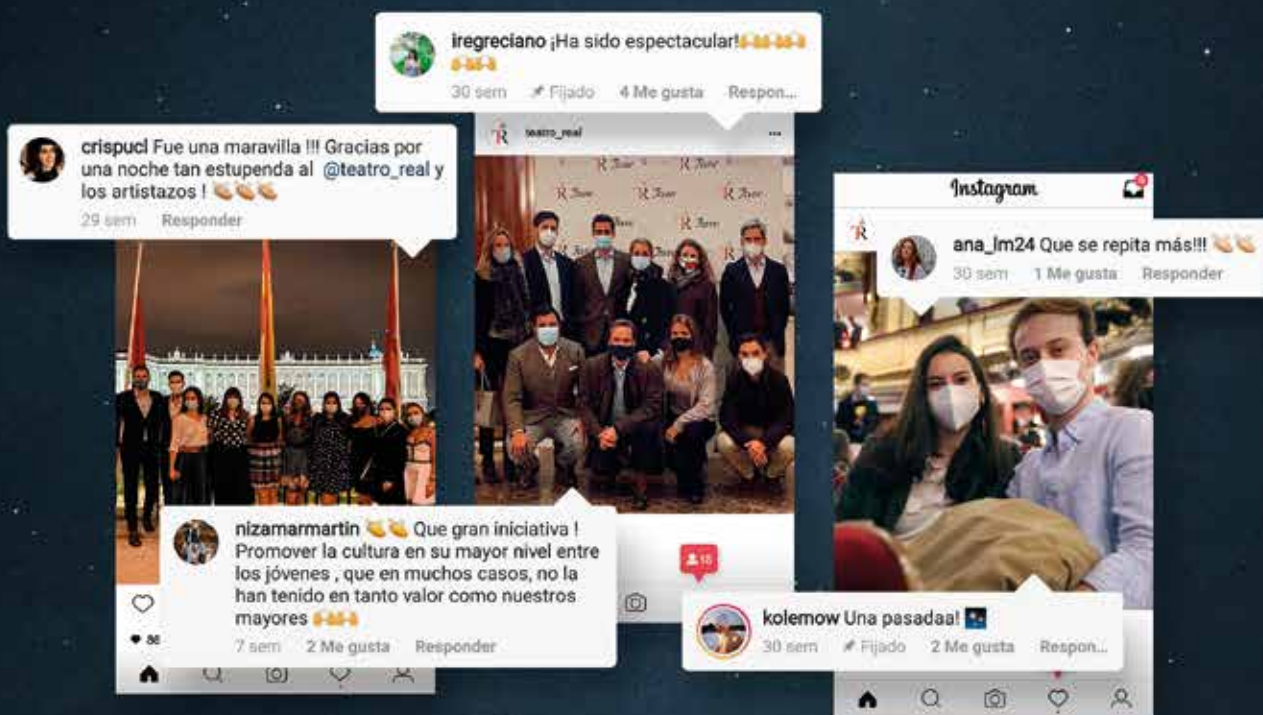 iregreciano ¡Ha sido espectacular!🙌🙌🙌
🙌🙌
30 sem Fijado 4 Me gusta Respon...
teatro_real
crispucl Fue una maravilla !!! Gracias por
una noche tan estupenda al @teatro_real y
los artistazos ! 👏👏👏
29 sem Responder
Instagram
ana_lm24 Que se repita más!!! 👏👏
30 sem 1 Me gusta Responder
nizamarmartin 👏👏 Que gran iniciativa !
Promover la cultura en su mayor nivel entre
los jóvenes , que en muchos casos, no la
han tenido en tanto valor como nuestros
mayores 🙌🙌
7 sem 2 Me gusta Responder
18
kolemow Una pasadaa! 🌃
30 sem Fijado 2 Me gusta Respon...